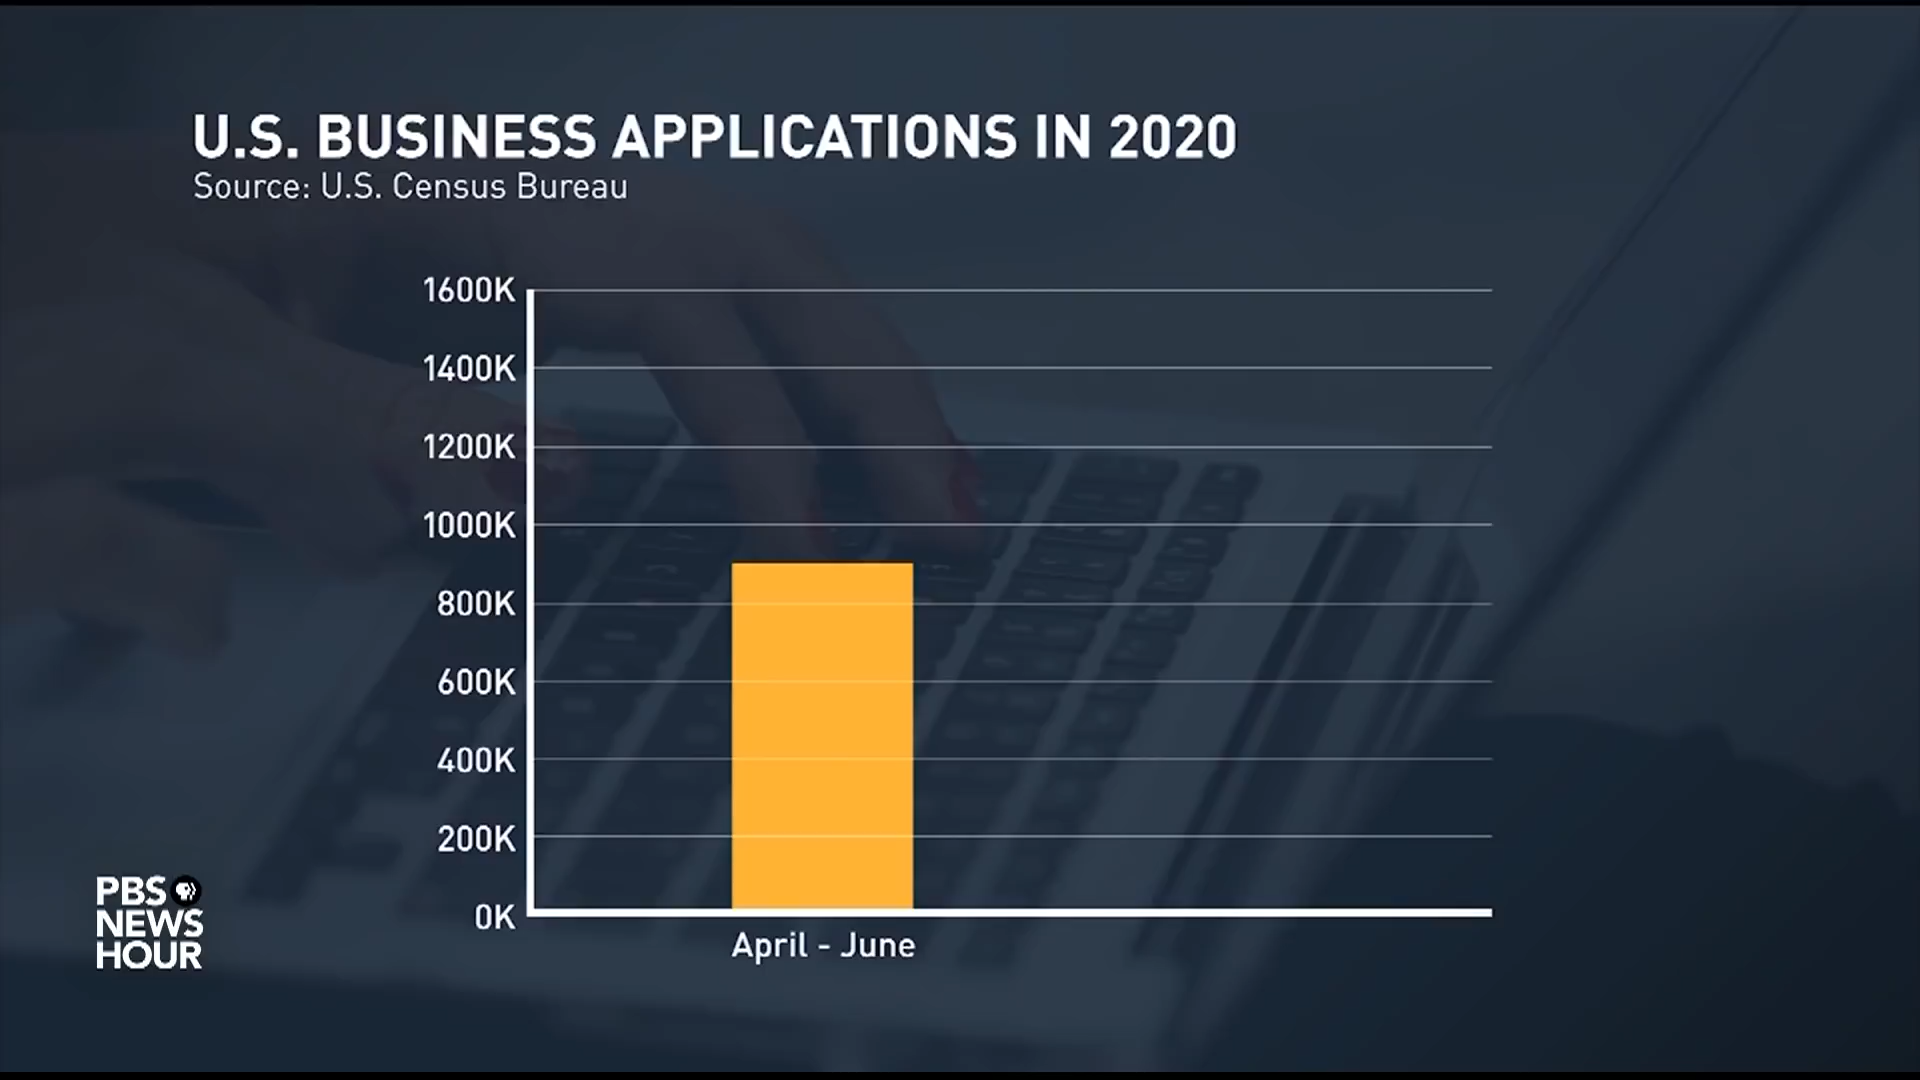 U.S. BUSINESS APPLICATIONS IN 2020
Source: U.S. Census Bureau
1600K
1400K
1200K
1000K
800K
600K
400K
200K
0K
April - June
PBS
NEWS
HOUR